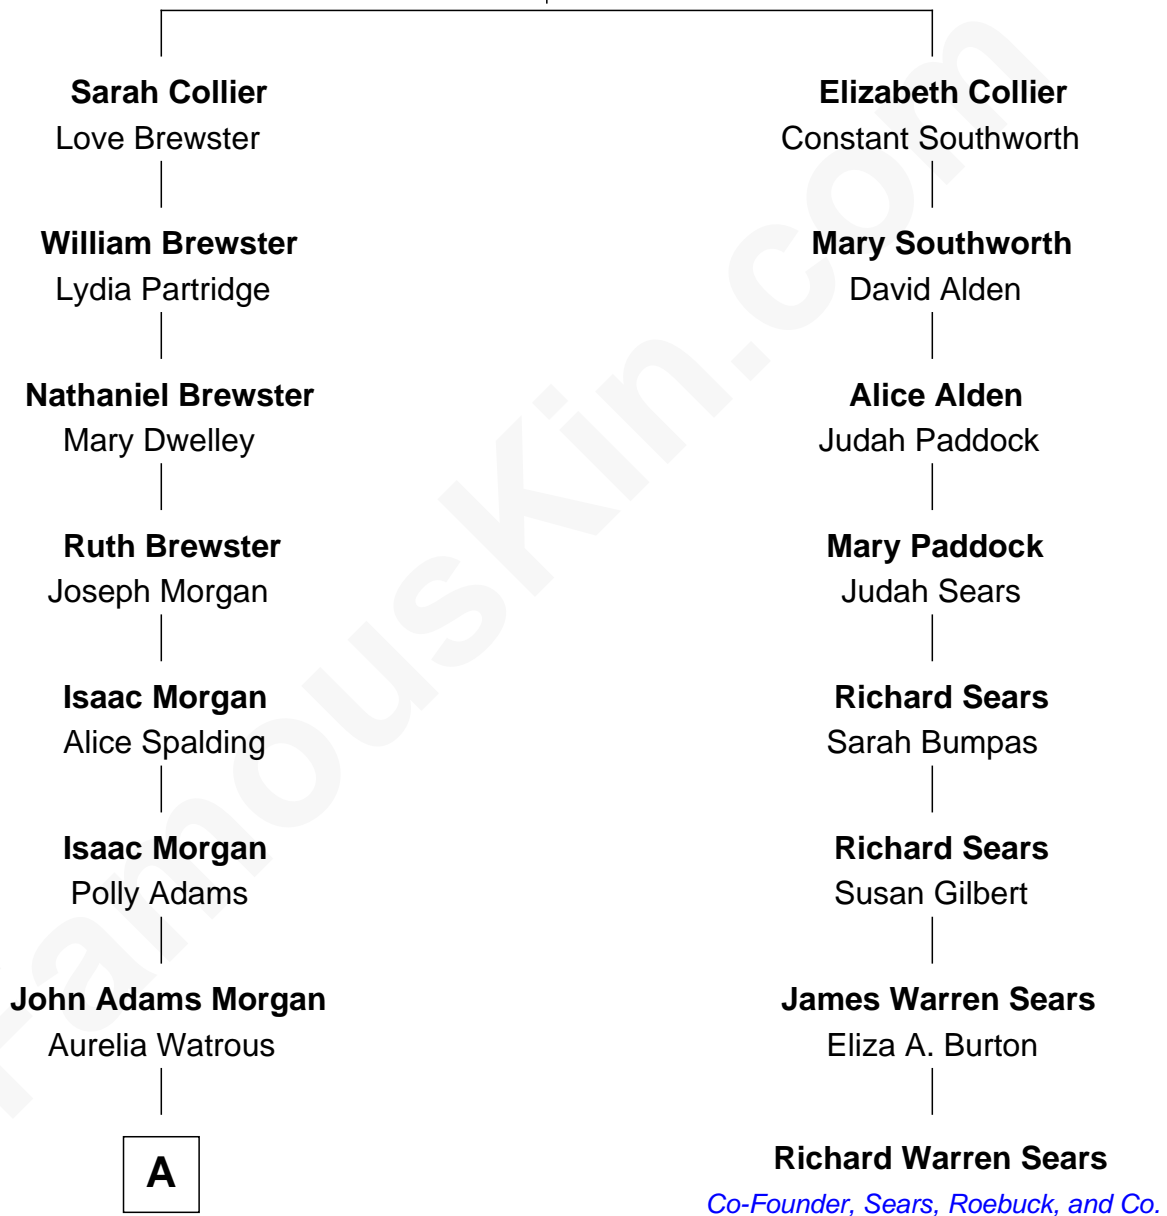 Sarah Collier
Love Brewster
William Brewster
Lydia Partridge
Nathaniel Brewster
Mary Dwelley
Ruth Brewster
Joseph Morgan
Isaac Morgan
Alice Spalding
Isaac Morgan
Polly Adams
John Adams Morgan
Aurelia Watrous
A
Elizabeth Collier
Constant Southworth
Mary Southworth
David Alden
Alice Alden
Judah Paddock
Mary Paddock
Judah Sears
Richard Sears
Sarah Bumpas
Richard Sears
Susan Gilbert
James Warren Sears
Eliza A. Burton
Richard Warren Sears
Co-Founder, Sears, Roebuck, and Co.
FamousKin.com